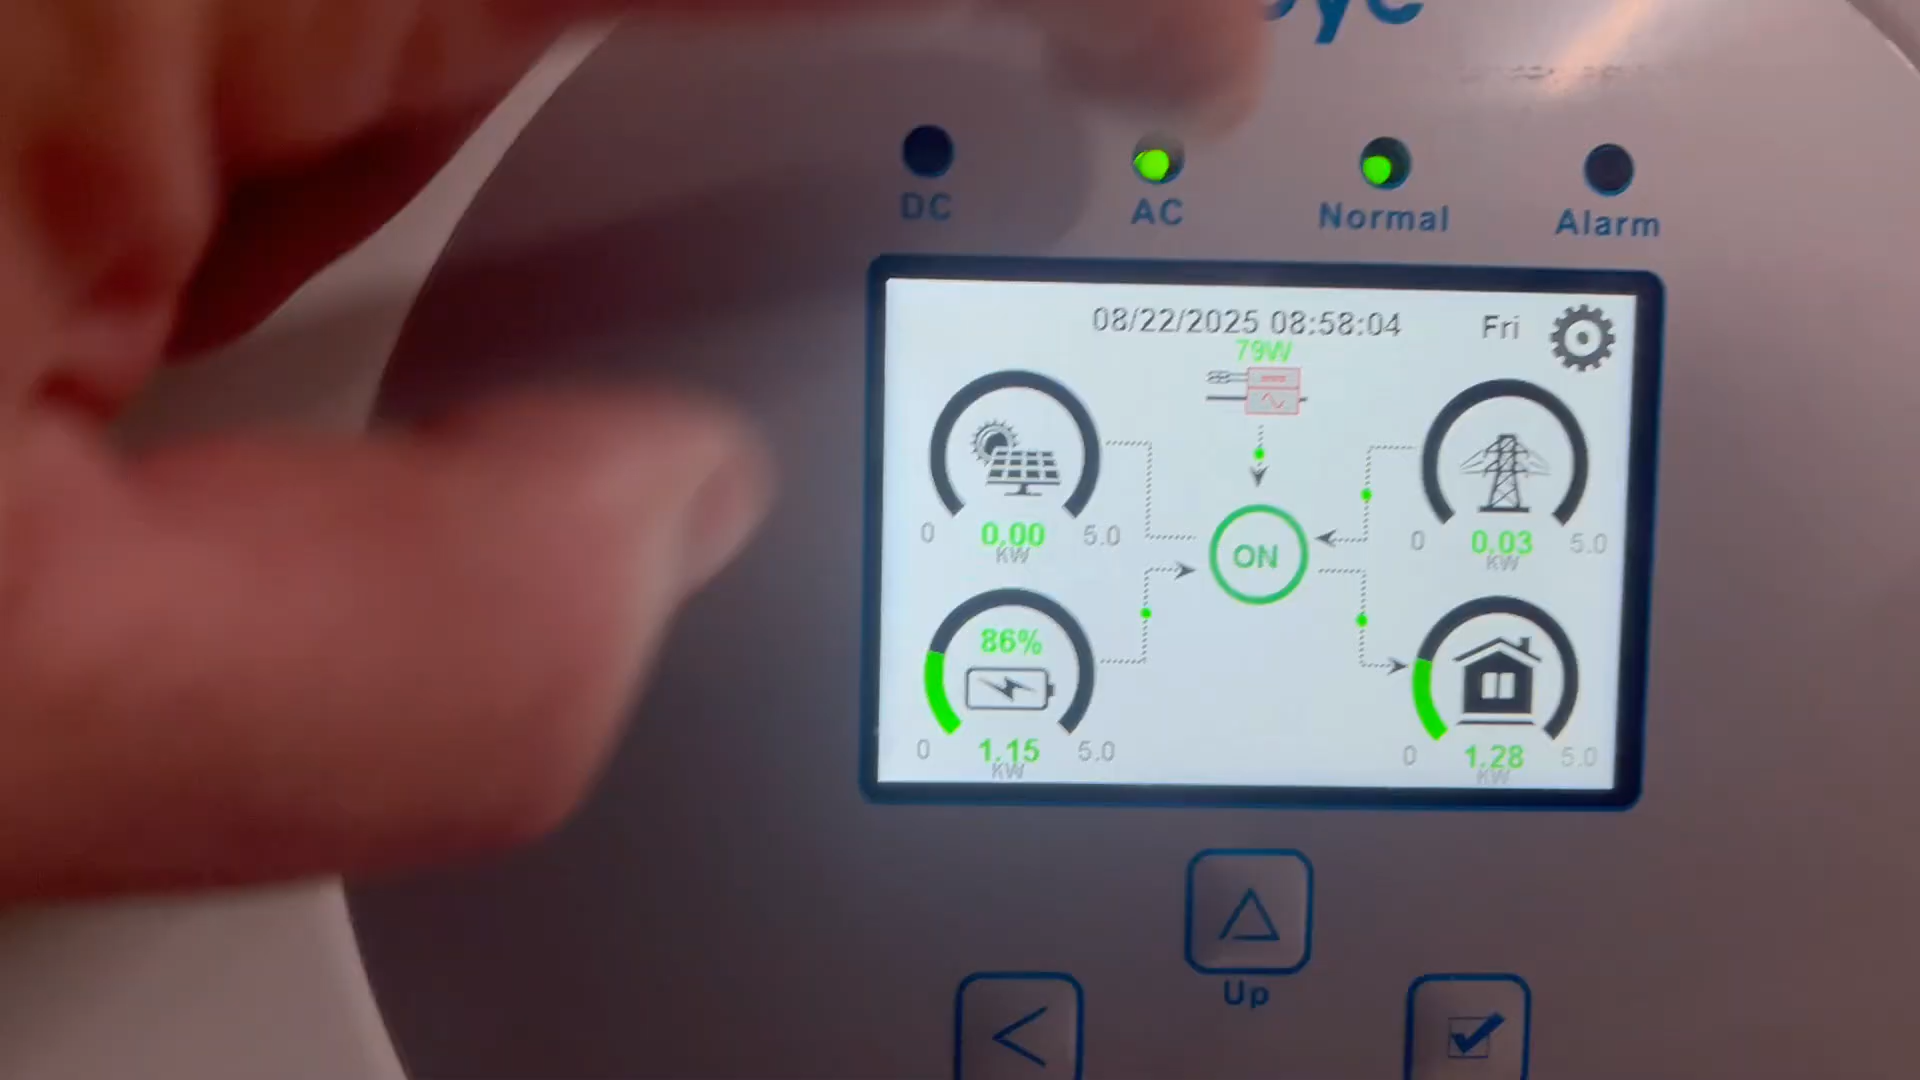 DC
AC
Normal
Alarm
08/22/2025 08:58:04
Fri
79W
0 0.00 5.0
KW
0 0.03 5.0
KW
ON
86%
0 1.15 5.0
KW
0 1.28 5.0
KW
Up